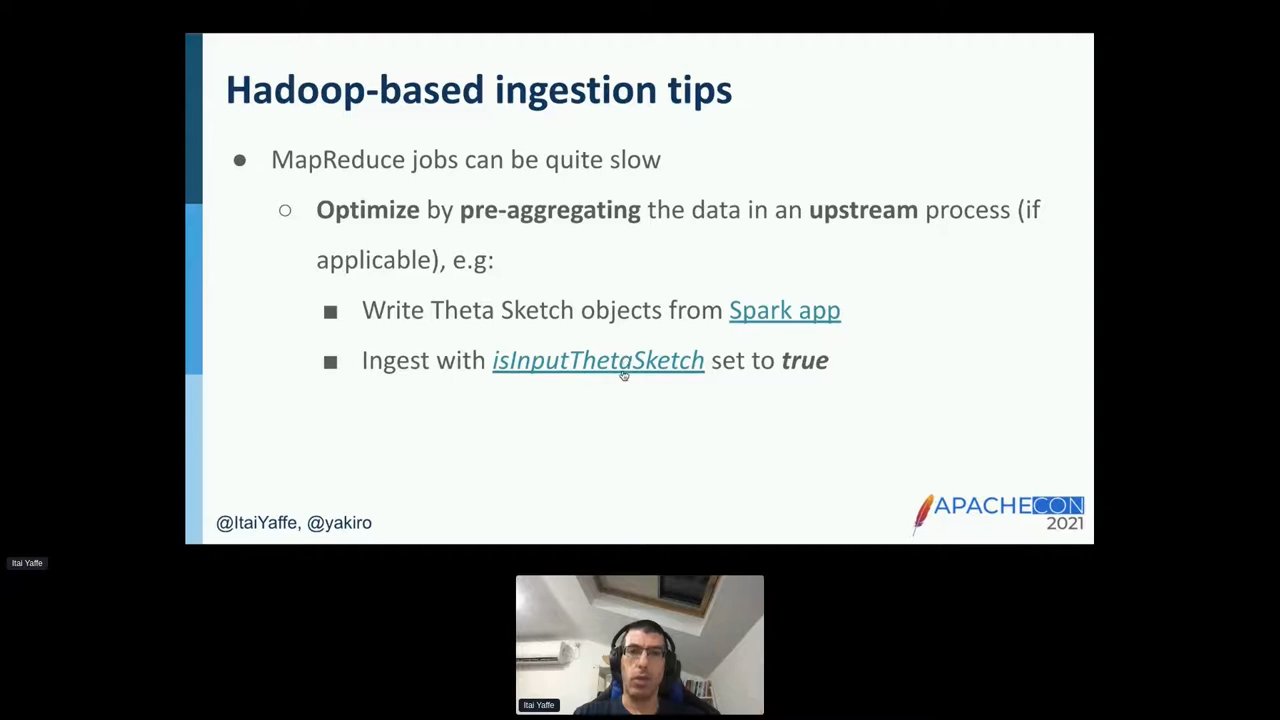 Hadoop-based ingestion tips
● MapReduce jobs can be quite slow
○ Optimize by pre-aggregating the data in an upstream process (if
applicable), e.g:
■ Write Theta Sketch objects from Spark app
■ Ingest with isInputThetaSketch set to true
@ItaiYaffe, @yakiro
APACHECON
2021
Itai Yaffe
Itai Yaffe